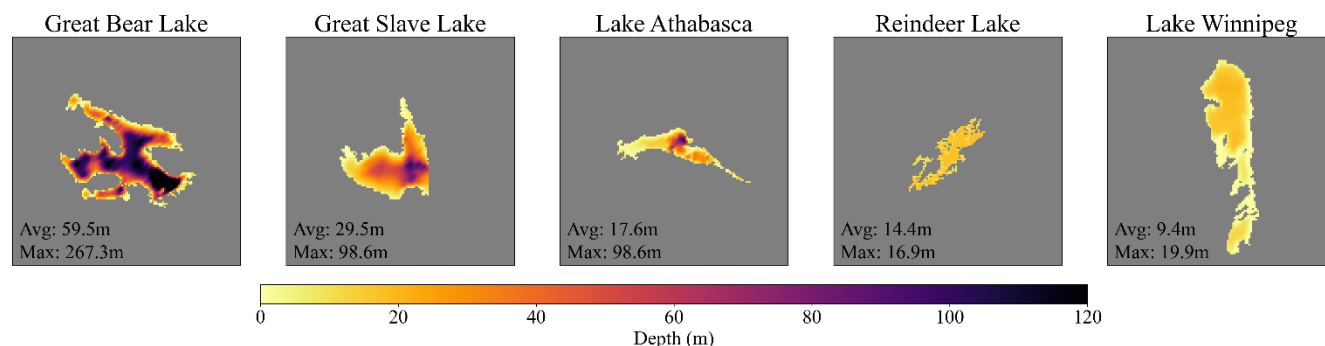 Great Bear Lake
Great Slave Lake
Lake Athabasca
Reindeer Lake
Lake Winnipeg
Avg: 59.5m
Max: 267.3m
Avg: 29.5m
Max: 98.6m
Avg: 17.6m
Max: 98.6m
Avg: 14.4m
Max: 16.9m
Avg: 9.4m
Max: 19.9m
0 20 40 60 80 100 120
Depth (m)